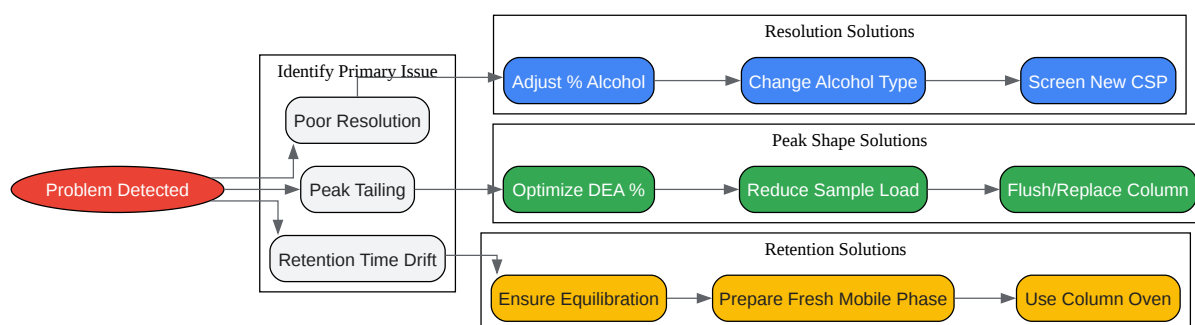 Resolution Solutions
Identify Primary Issue
Adjust % Alcohol
Change Alcohol Type
Screen New CSP
Poor Resolution
Peak Shape Solutions
Problem Detected
Peak Tailing
Optimize DEA %
Reduce Sample Load
Flush/Replace Column
Retention Solutions
Retention Time Drift
Ensure Equilibration
Prepare Fresh Mobile Phase
Use Column Oven